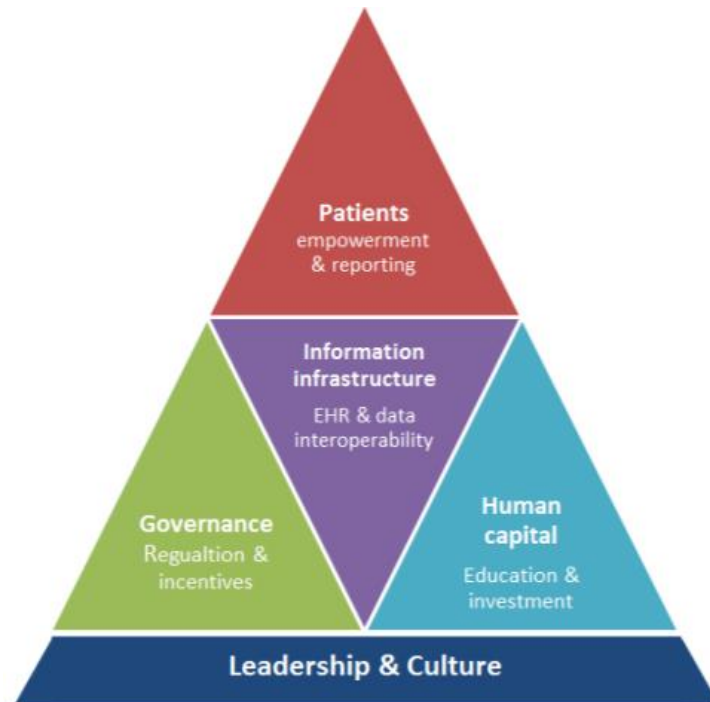 Patients
empowerment
& reporting
Information
infrastructure
EHR & data
interoperability
Governance
Regualtion &
incentives
Human
capital
Education &
investment
Leadership & Culture